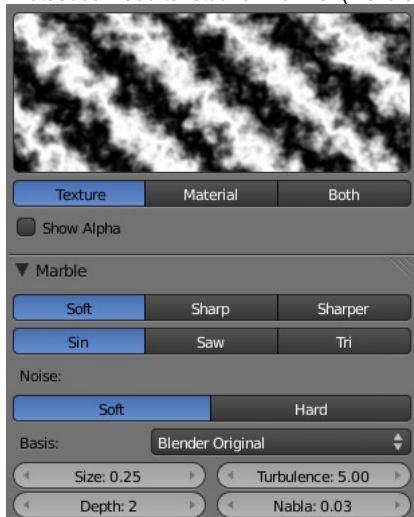 Texture Material Both
Show Alpha
Marble
Soft Sharp Sharper
Sin Saw Tri
Noise:
Soft Hard
Basis: Blender Original
Size: 0.25 Turbulence: 5.00
Depth: 2 Nabla: 0.03